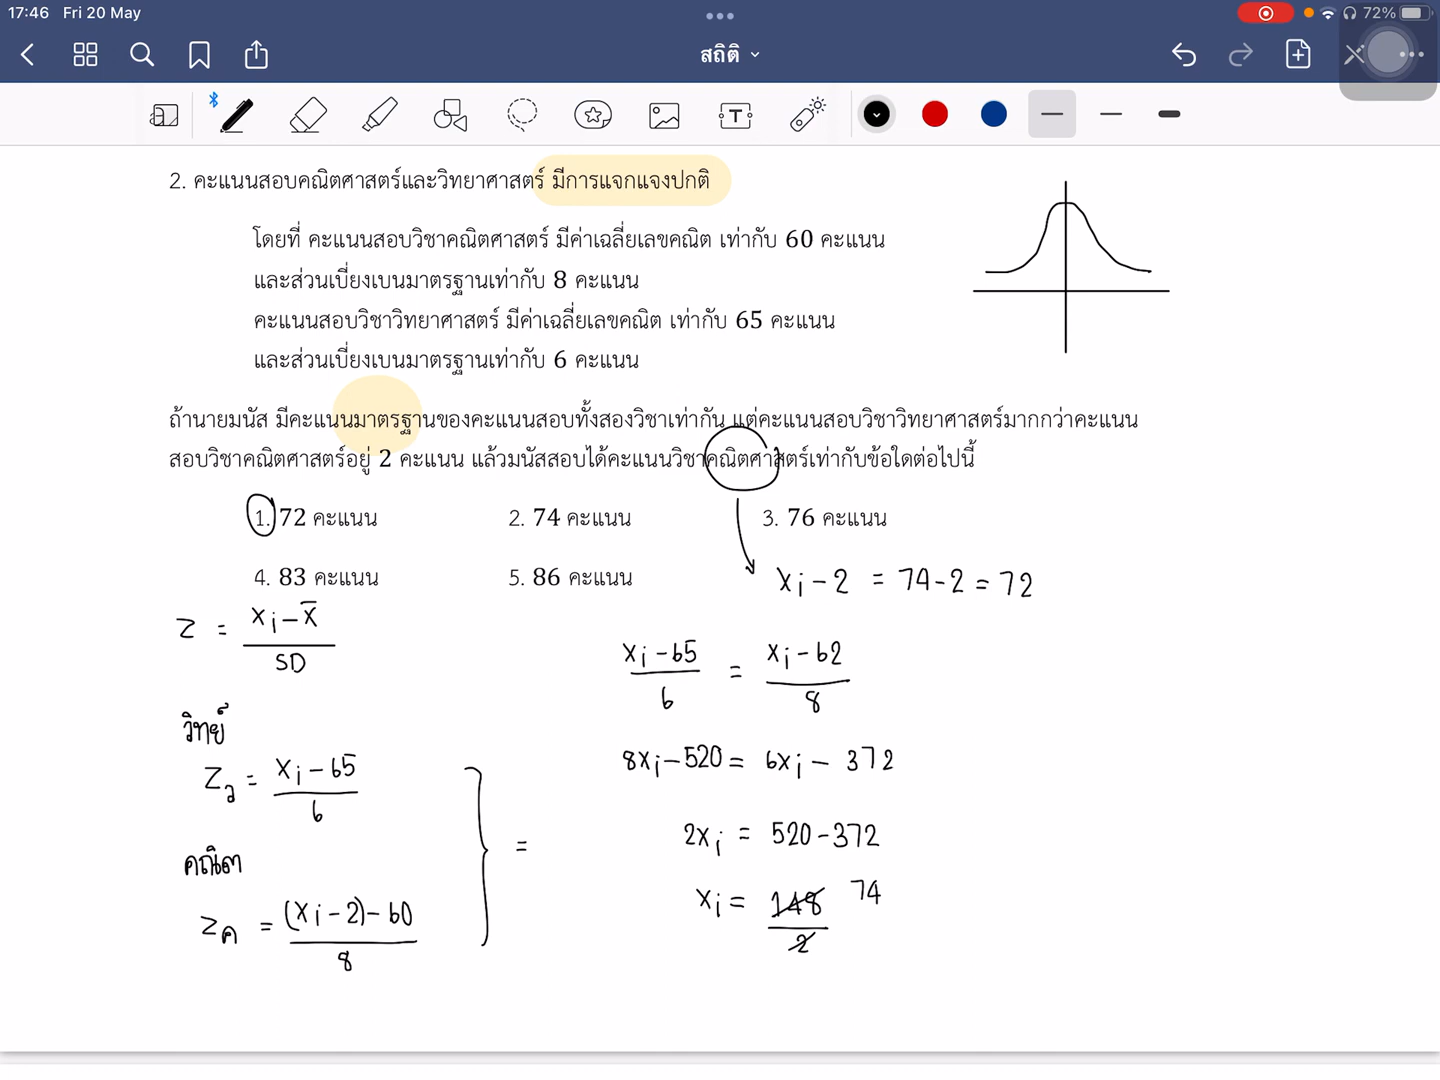 17:46 Fri 20 May
72%
สถิติ
2. คะแนนสอบคณิตศาสตร์และวิทยาศาสตร์ มีการแจกแจงปกติ
โดยที่ คะแนนสอบวิชาคณิตศาสตร์ มีค่าเฉลี่ยเลขคณิต เท่ากับ 60 คะแนน
และส่วนเบี่ยงเบนมาตรฐานเท่ากับ 8 คะแนน
คะแนนสอบวิชาวิทยาศาสตร์ มีค่าเฉลี่ยเลขคณิต เท่ากับ 65 คะแนน
และส่วนเบี่ยงเบนมาตรฐานเท่ากับ 6 คะแนน
ถ้านายมนัส มีคะแนนมาตรฐานของคะแนนสอบทั้งสองวิชาเท่ากัน แต่คะแนนสอบวิชาวิทยาศาสตร์มากกว่าคะแนน
สอบวิชาคณิตศาสตร์อยู่ 2 คะแนน แล้วมนัสสอบได้คะแนนวิชาคณิตศาสตร์เท่ากับข้อใดต่อไปนี้
1. 72 คะแนน 2. 74 คะแนน 3. 76 คะแนน
4. 83 คะแนน 5. 86 คะแนน
xi - 2 = 74 - 2 = 72
z = (xi - x̄) / SD
(xi - 65) / 6 = (xi - 62) / 8
วิทย์
zว = (xi - 65) / 6
8xi - 520 = 6xi - 372
2xi = 520 - 372
คณิต
zค = ((xi - 2) - 60) / 8
=
xi = 148 / 2 74